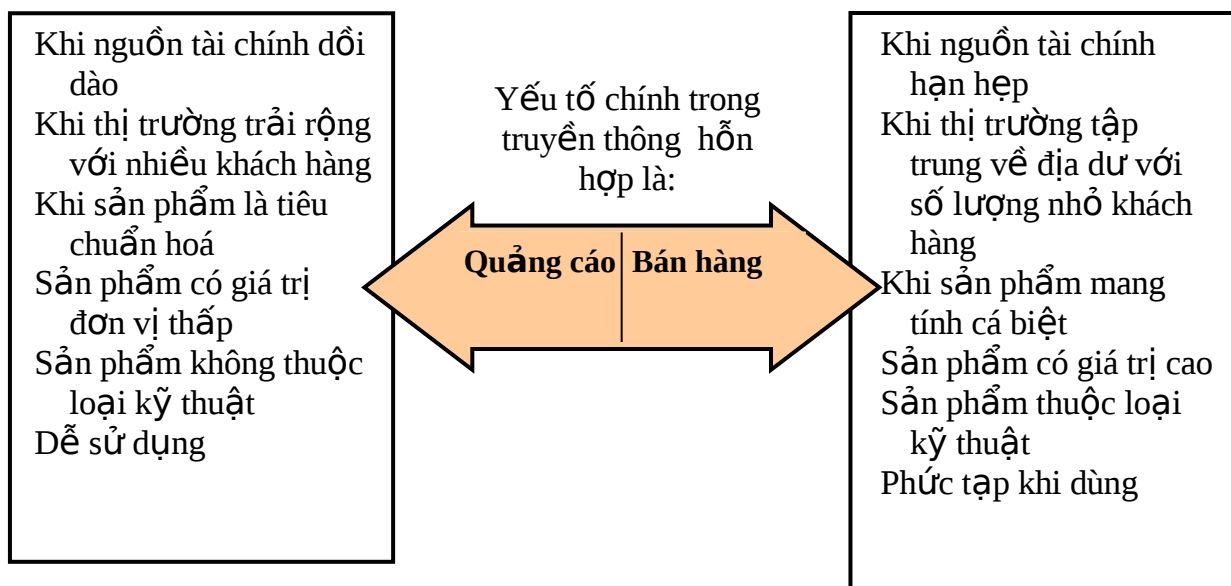 Khi nguồn tài chính dồi
dào
Khi thị trường trải rộng
với nhiều khách hàng
Khi sản phẩm là tiêu
chuẩn hoá
Sản phẩm có giá trị
đơn vị thấp
Sản phẩm không thuộc
loại kỹ thuật
Dễ sử dụng
Yếu tố chính trong
truyền thông hỗn
hợp là:
Quảng cáo
Bán hàng
Khi nguồn tài chính
hạn hẹp
Khi thị trường tập
trung về địa dư với
số lượng nhỏ khách
hàng
Khi sản phẩm mang
tính cá biệt
Sản phẩm có giá trị cao
Sản phẩm thuộc loại
kỹ thuật
Phức tạp khi dùng